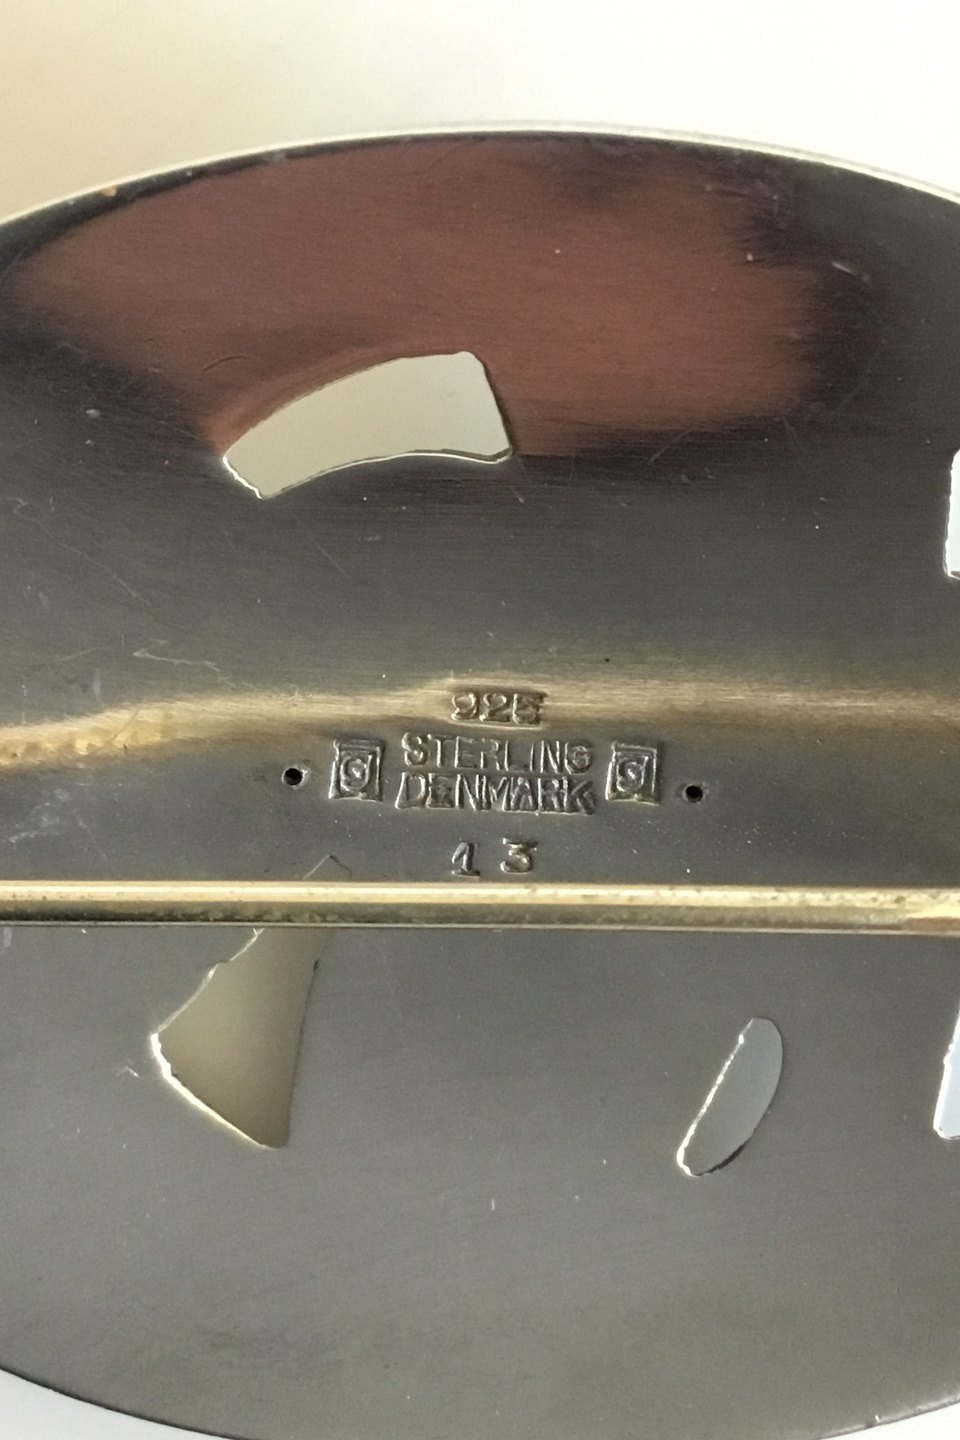 925
S STERLING S
DENMARK
13